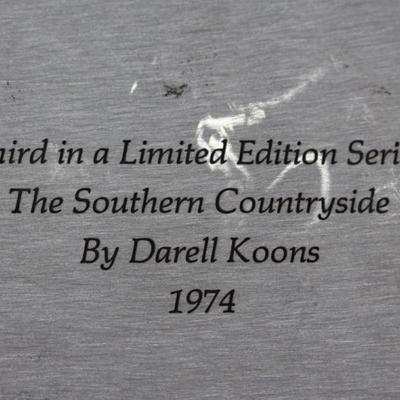 hird in a Limited Edition Seri
The Southern Countryside
By Darell Koons
1974